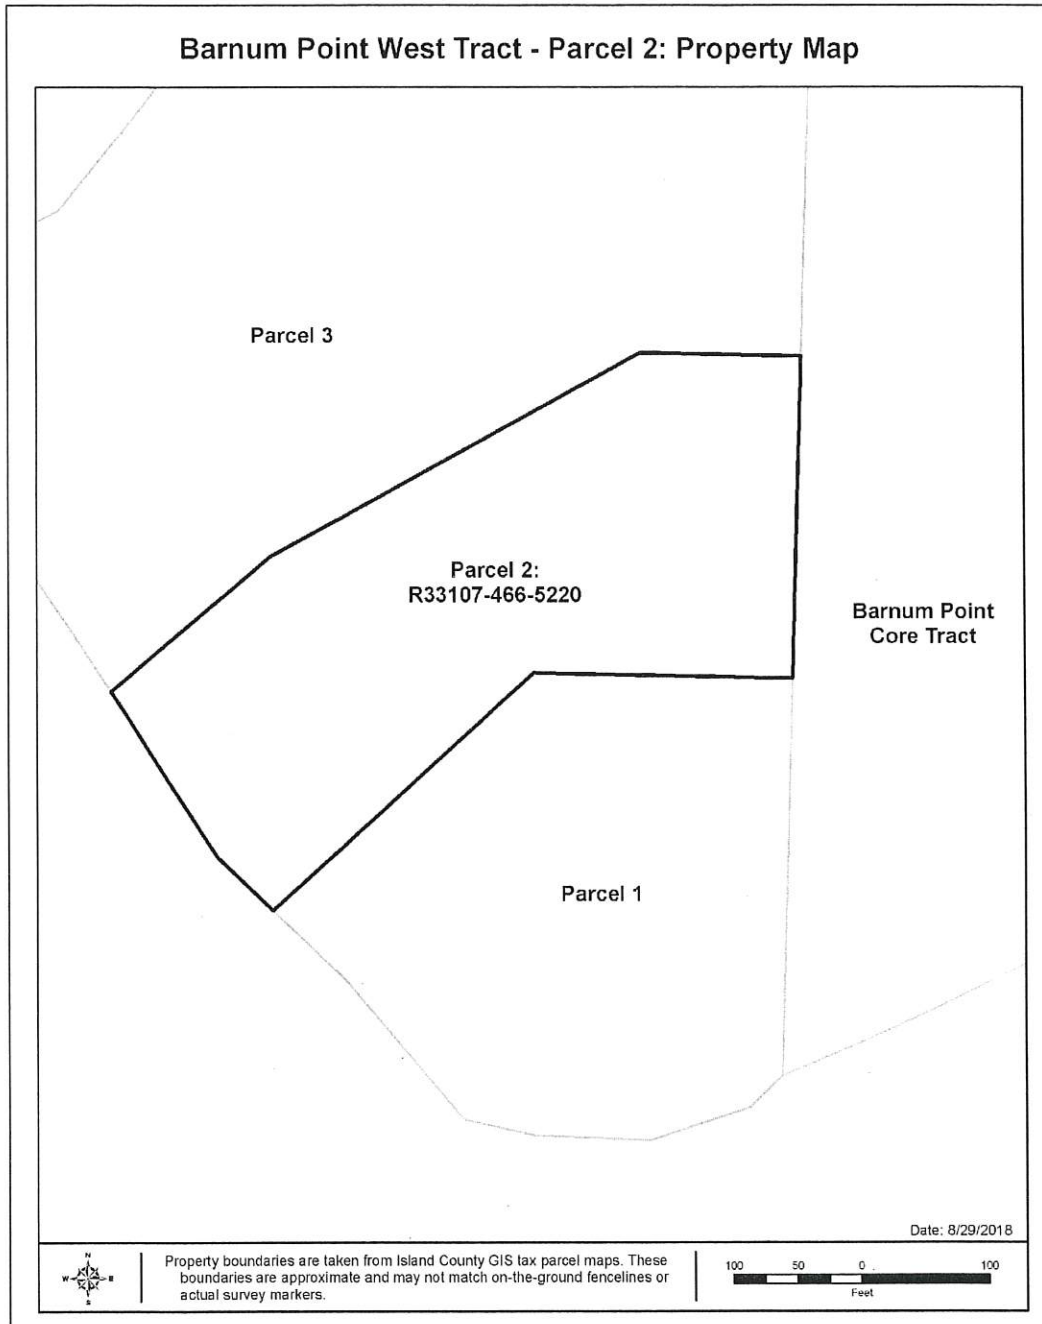 Barnum Point West Tract - Parcel 2: Property Map
Parcel 3
Parcel 2:
R33107-466-5220
Barnum Point
Core Tract
Parcel 1
Date: 8/29/2018
N
W E
S
Property boundaries are taken from Island County GIS tax parcel maps. These
boundaries are approximate and may not match on-the-ground fencelines or
actual survey markers.
100 50 0 100
Feet